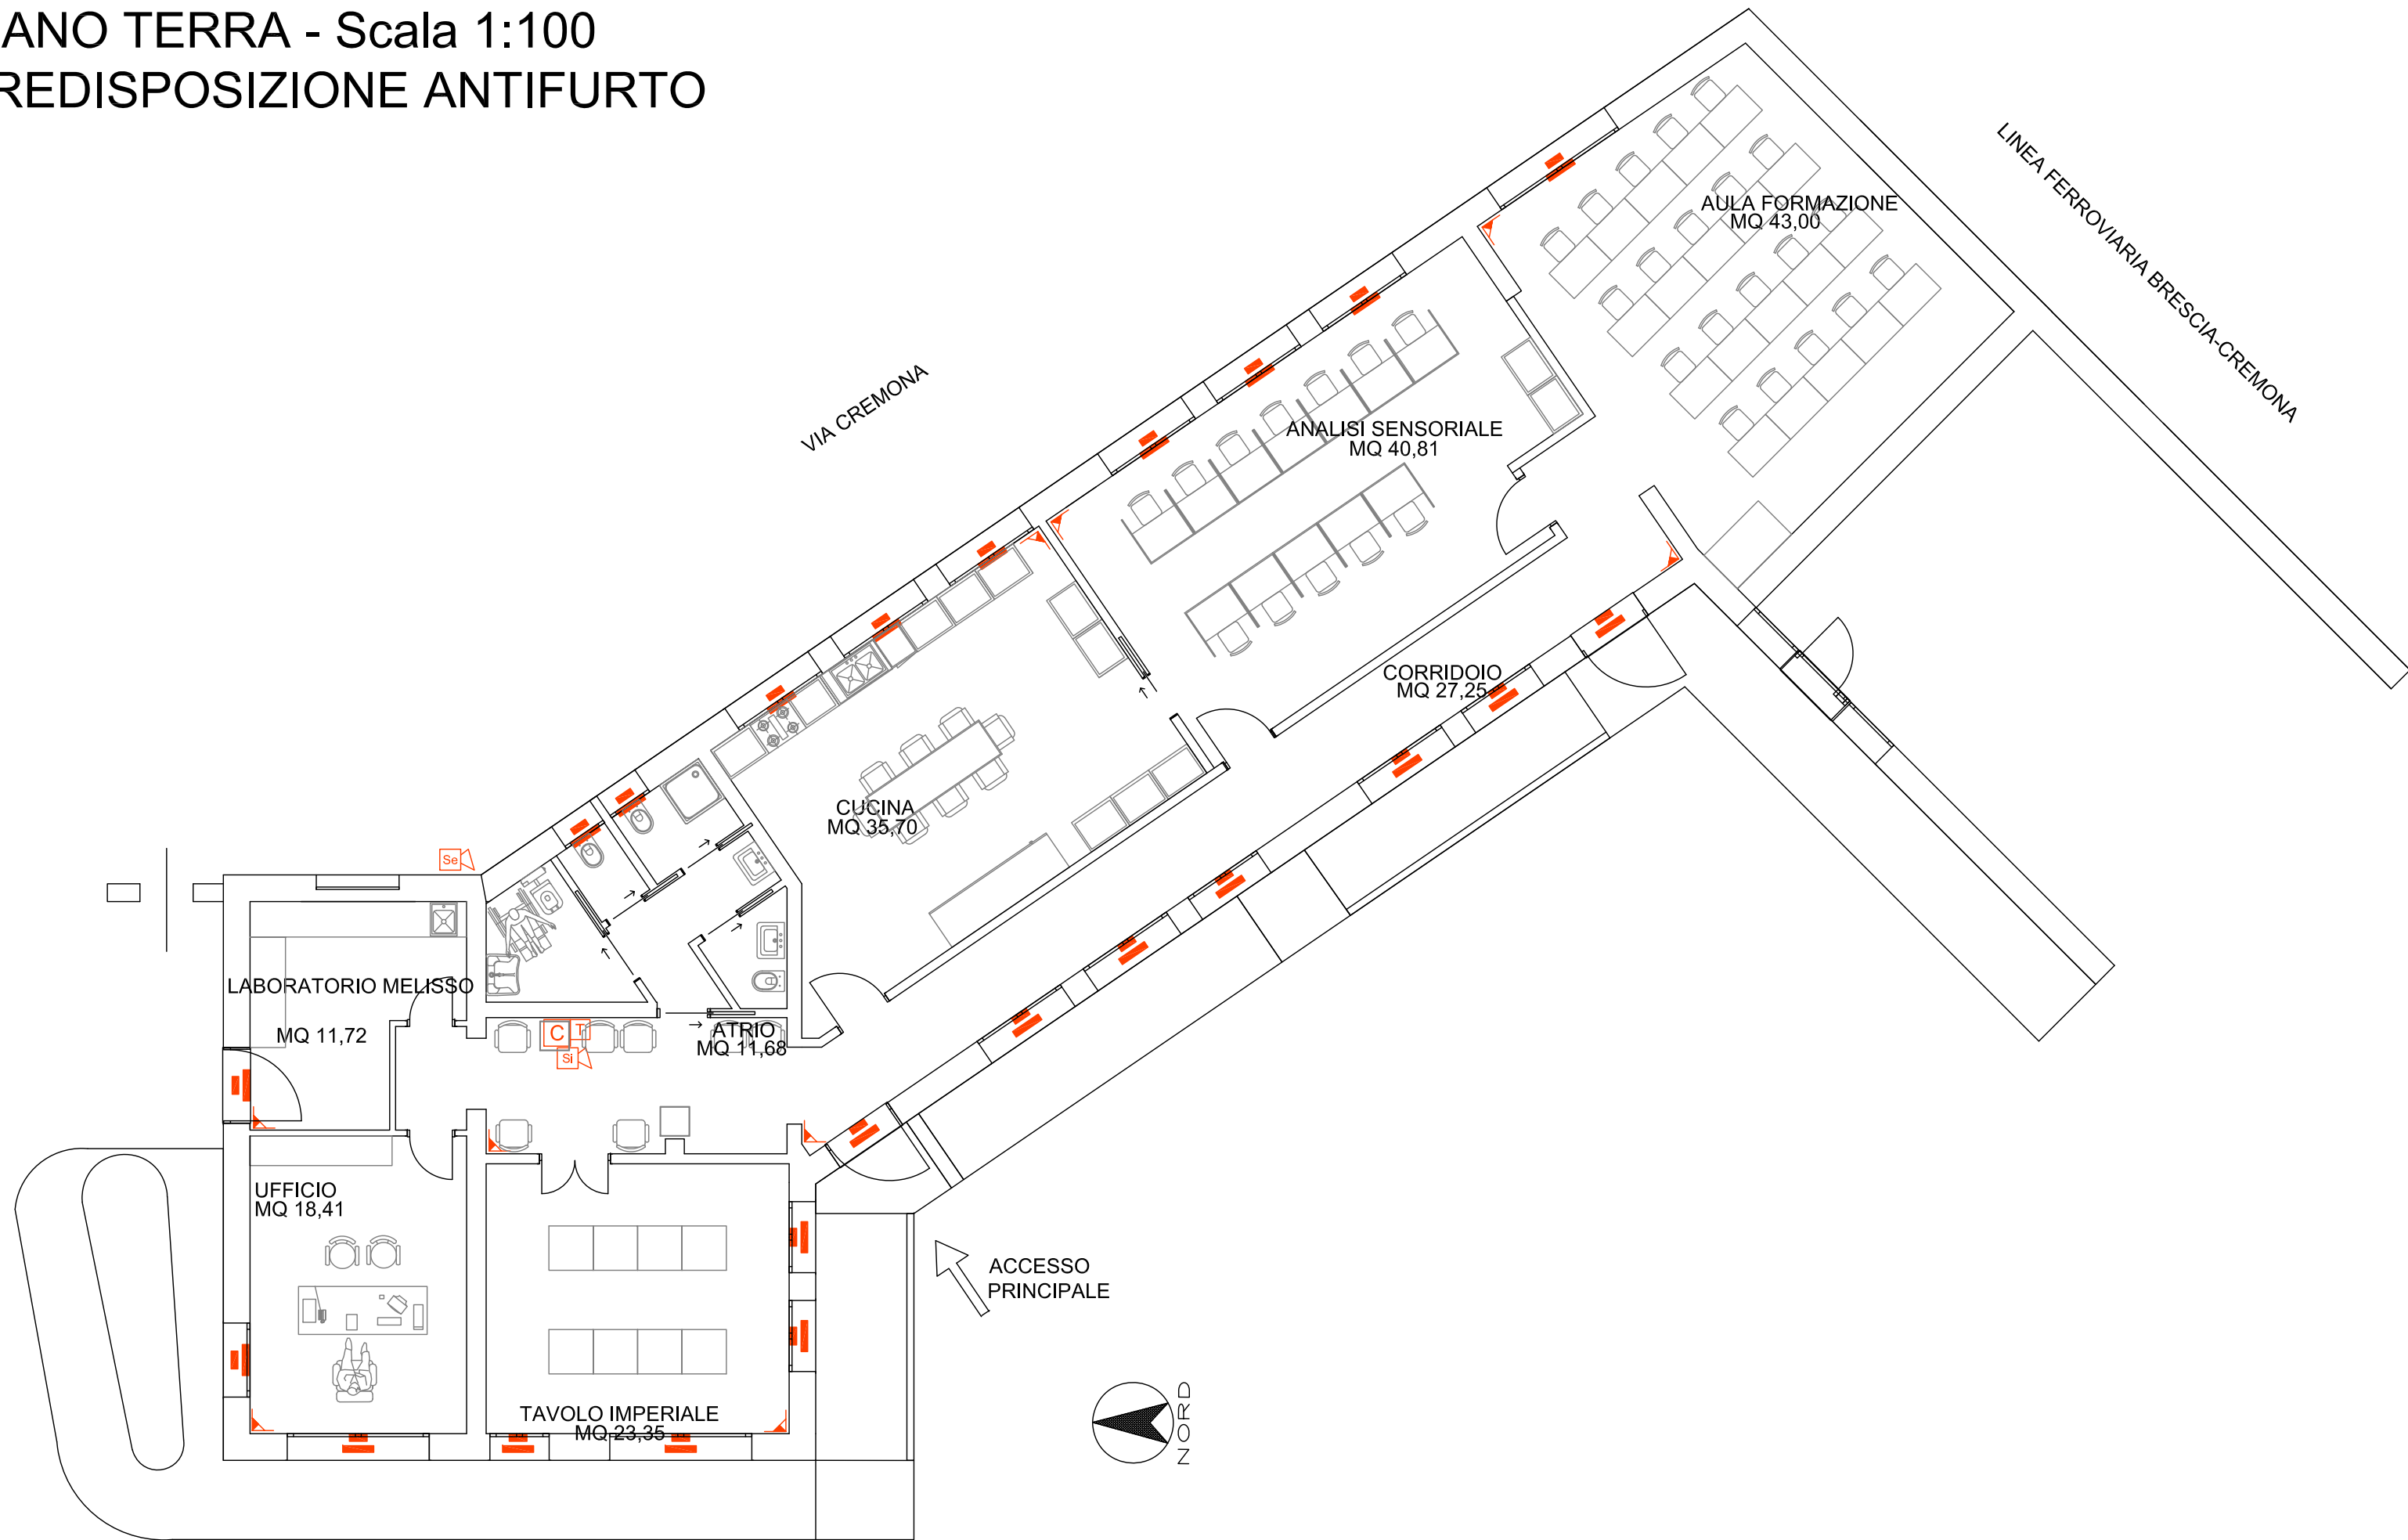 ANO TERRA - Scala 1:100
REDISPOSIZIONE ANTIFURTO
LINEA FERROVIARIA BRESCIA-CREMONA
AULA FORMAZIONE
MQ 43,00
VIA CREMONA
ANALISI SENSORIALE
MQ 40,81
CORRIDOIO
MQ 27,25
CUCINA
MQ 35,70
Se
LABORATORIO MELISSO
MQ 11,72
C
T
Si
ATRIO
MQ 11,68
UFFICIO
MQ 18,41
ACCESSO
PRINCIPALE
TAVOLO IMPERIALE
MQ 23,35
NORD